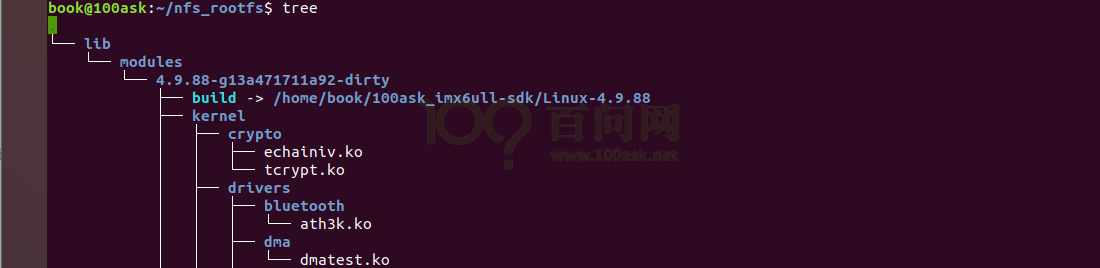 book@100ask:~/nfs_rootfs$ tree
.
└── lib
    └── modules
        └── 4.9.88-g13a471711a92-dirty
            ├── build -> /home/book/100ask_imx6ull-sdk/Linux-4.9.88
            ├── kernel
            │   ├── crypto
            │   │   ├── echainiv.ko
            │   │   └── tcrypt.ko
            │   ├── drivers
            │   │   ├── bluetooth
            │   │   │   └── ath3k.ko
            │   │   ├── dma
            │   │   │   └── dmatest.ko
100? 百问网
www.100ask.net